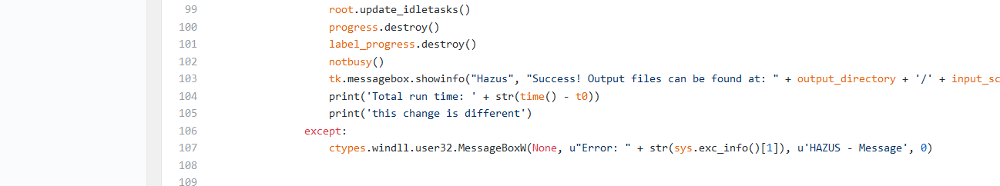 99 root.update_idletasks()
100 progress.destroy()
101 label_progress.destroy()
102 notbusy()
103 tk.messagebox.showinfo("Hazus", "Success! Output files can be found at: " + output_directory + '/' + input_sc
104 print('Total run time: ' + str(time() - t0))
105 print('this change is different')
106 except:
107 ctypes.windll.user32.MessageBoxW(None, u"Error: " + str(sys.exc_info()[1]), u'HAZUS - Message', 0)
108
109